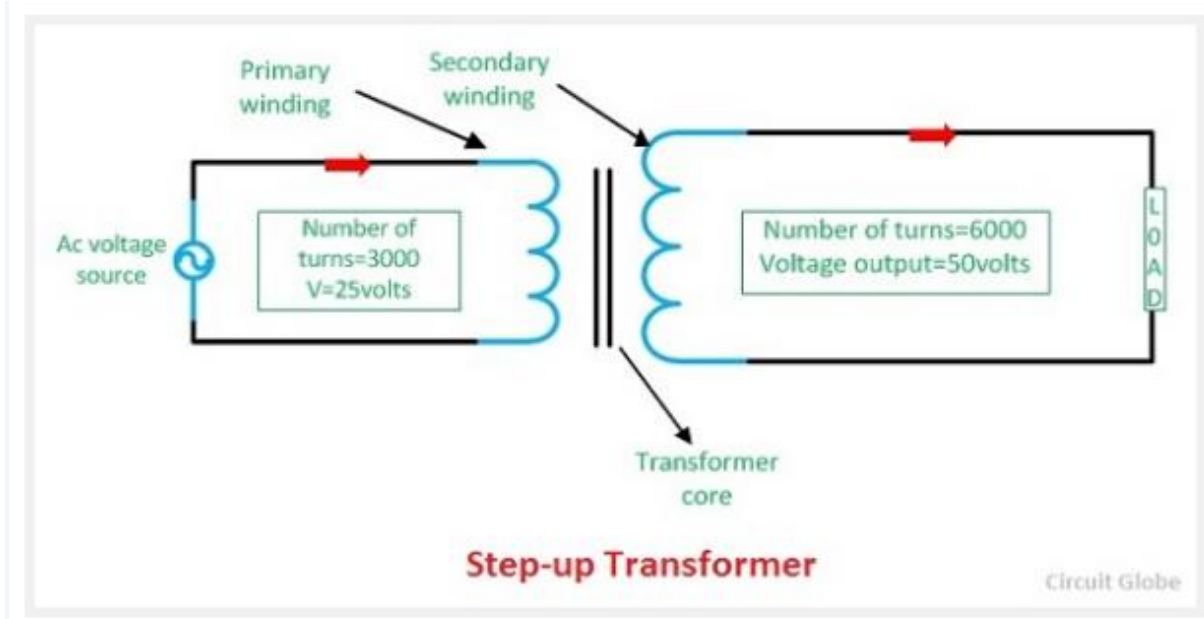 Primary
winding
Secondary
winding
Ac voltage
source
Number of
turns=3000
V=25volts
Number of turns=6000
Voltage output=50volts
L
0
A
D
Transformer
core
Step-up Transformer
Circuit Globe